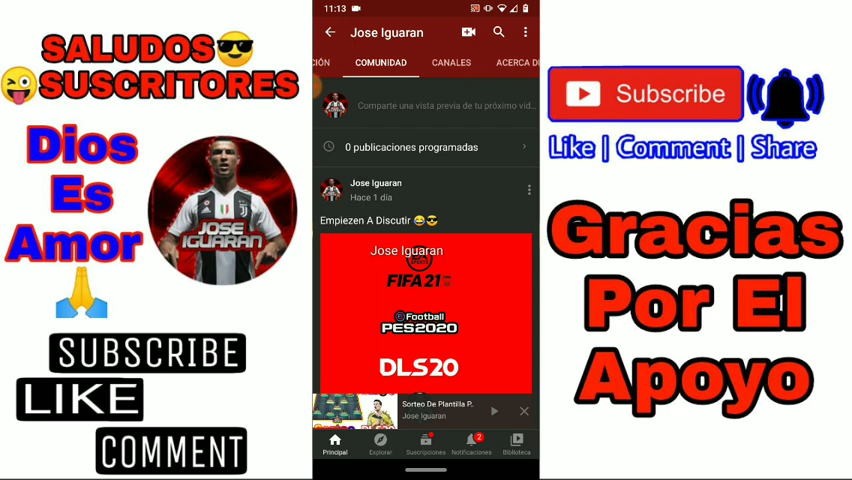 SALUDOS😎
😜SUSCRITORES
Dios
Es
Amor
🙏
JOSE
IGUARAN
SUBSCRIBE
LIKE
COMMENT
11:13
Jose Iguaran
CIÓN COMUNIDAD CANALES ACERCA D
Comparte una vista previa de tu próximo vid...
0 publicaciones programadas
Jose Iguaran
Hace 1 día
Empiezen A Discutir 😂😎
Jose Iguaran
EA SPORTS
FIFA 21
eFootball
PES2020
DLS20
Sorteo De Plantilla P..
Jose Iguaran
Principal Explorar Suscripciones 2 Notificaciones Biblioteca
Subscribe
Like | Comment | Share
Gracias
Por El
Apoyo